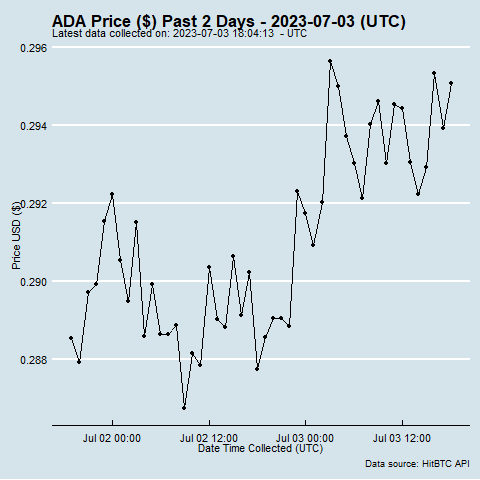 ADA Price ($) Past 2 Days - 2023-07-03 (UTC)
Latest data collected on: 2023-07-03 18:04:13  - UTC
0.296
0.294
0.292
0.290
0.288
Price USD ($)
Jul 02 00:00
Jul 02 12:00
Jul 03 00:00
Jul 03 12:00
Date Time Collected (UTC)
Data source: HitBTC API